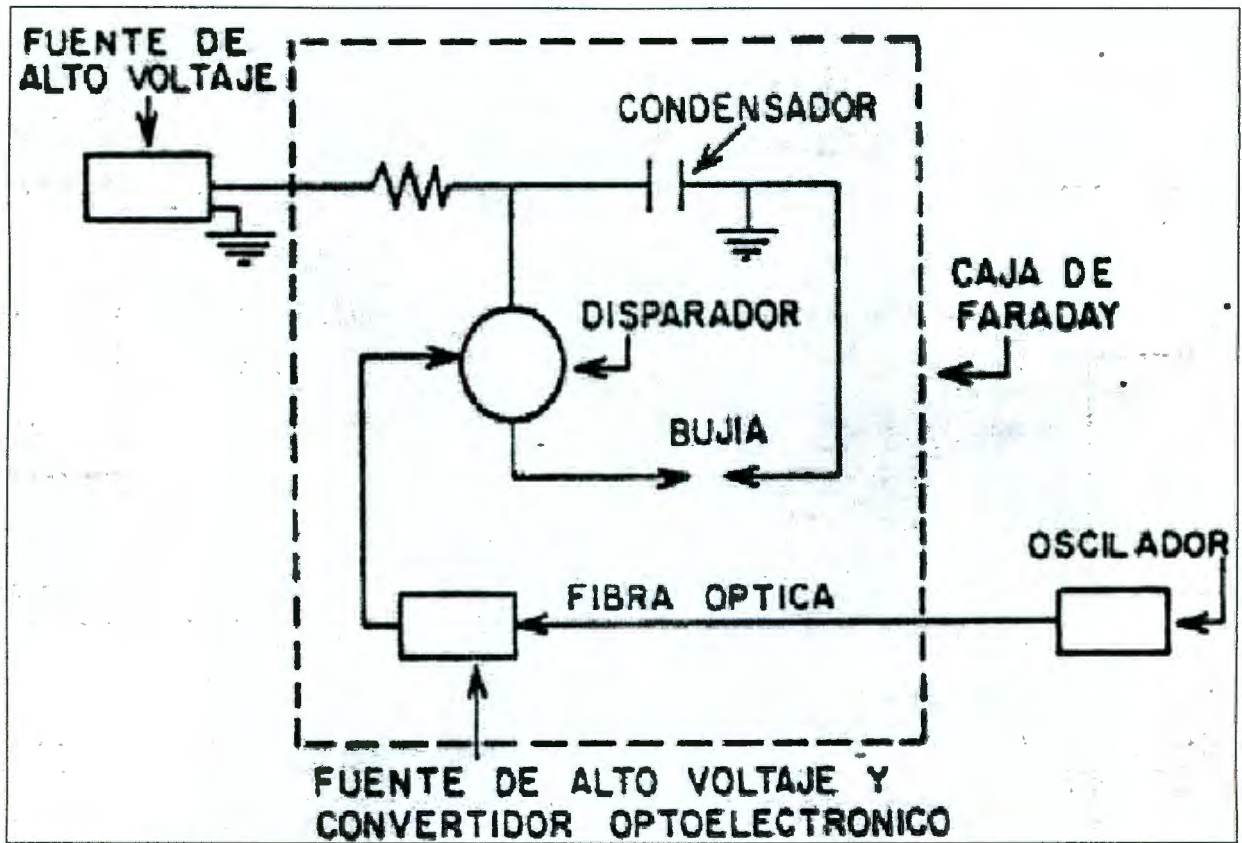 FUENTE DE
ALTO VOLTAJE
CONDENSADOR
CAJA DE
FARADAY
DISPARADOR
BUJIA
OSCILADOR
FIBRA OPTICA
FUENTE DE ALTO VOLTAJE Y
CONVERTIDOR OPTOELECTRONICO